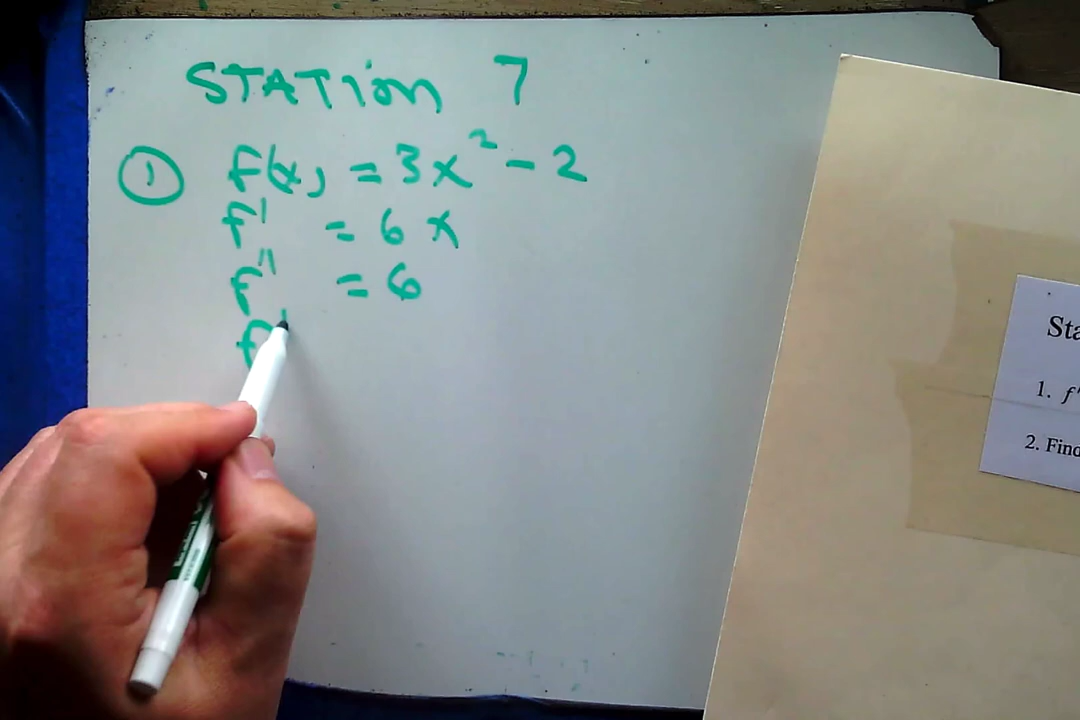 STATion 7
① f(x) = 3x² - 2
f' = 6x
f'' = 6
f'
Sta
1. f'
2. Find